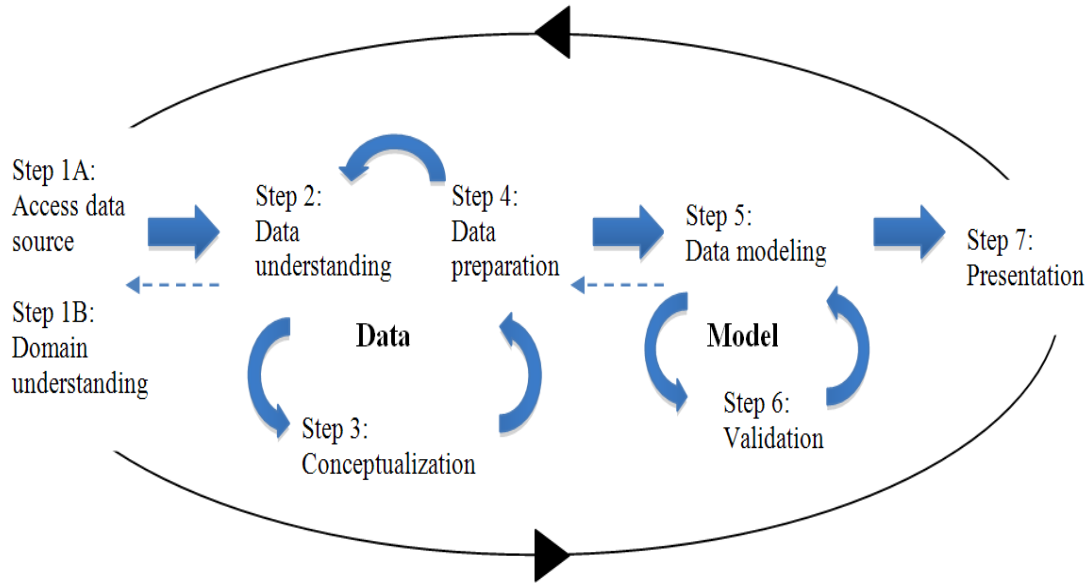 Step 1A:
Access data
source
Step 1B:
Domain
understanding
Step 2:
Data
understanding
Step 3:
Conceptualization
Step 4:
Data
preparation
Data
Step 5:
Data modeling
Model
Step 6:
Validation
Step 7:
Presentation